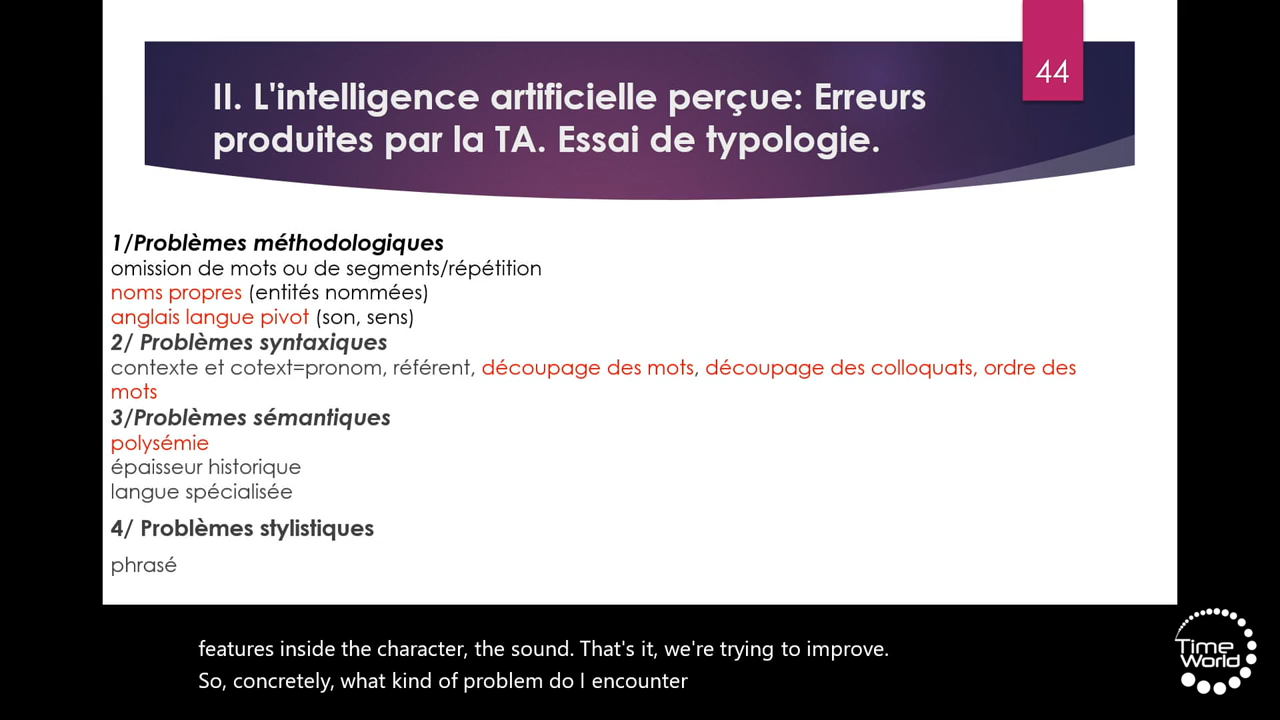 44
II. L'intelligence artificielle perçue: Erreurs
produites par la TA. Essai de typologie.
1/Problèmes méthodologiques
omission de mots ou de segments/répétition
noms propres (entités nommées)
anglais langue pivot (son, sens)
2/ Problèmes syntaxiques
contexte et cotext=pronom, référent, découpage des mots, découpage des colloquats, ordre des
mots
3/Problèmes sémantiques
polysémie
épaisseur historique
langue spécialisée
4/ Problèmes stylistiques
phrasé
features inside the character, the sound. That's it, we're trying to improve.
So, concretely, what kind of problem do I encounter
Time
World